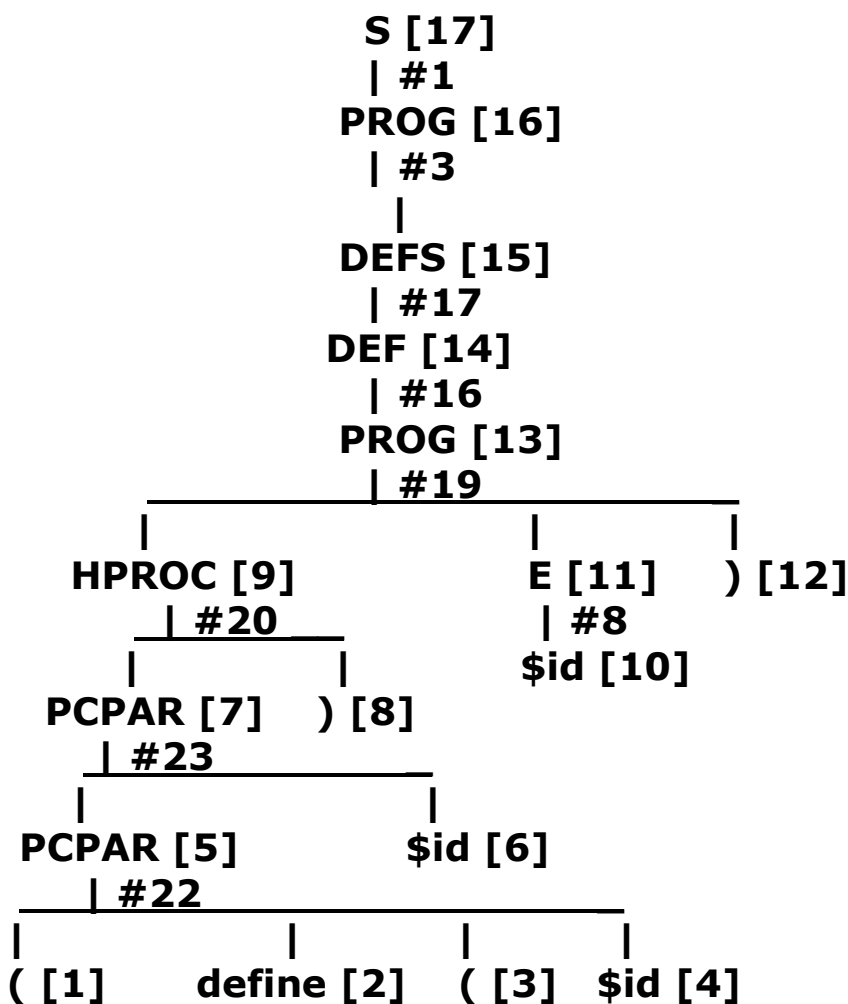 S [17]
| #1
PROG [16]
| #3
|
DEFS [15]
| #17
DEF [14]
| #16
PROG [13]
| #19
| | |
HPROC [9] E [11] ) [12]
| #20 | #8
| | $id [10]
PCPAR [7] ) [8]
| #23
| |
PCPAR [5] $id [6]
| #22
| | | |
( [1] define [2] ( [3] $id [4]